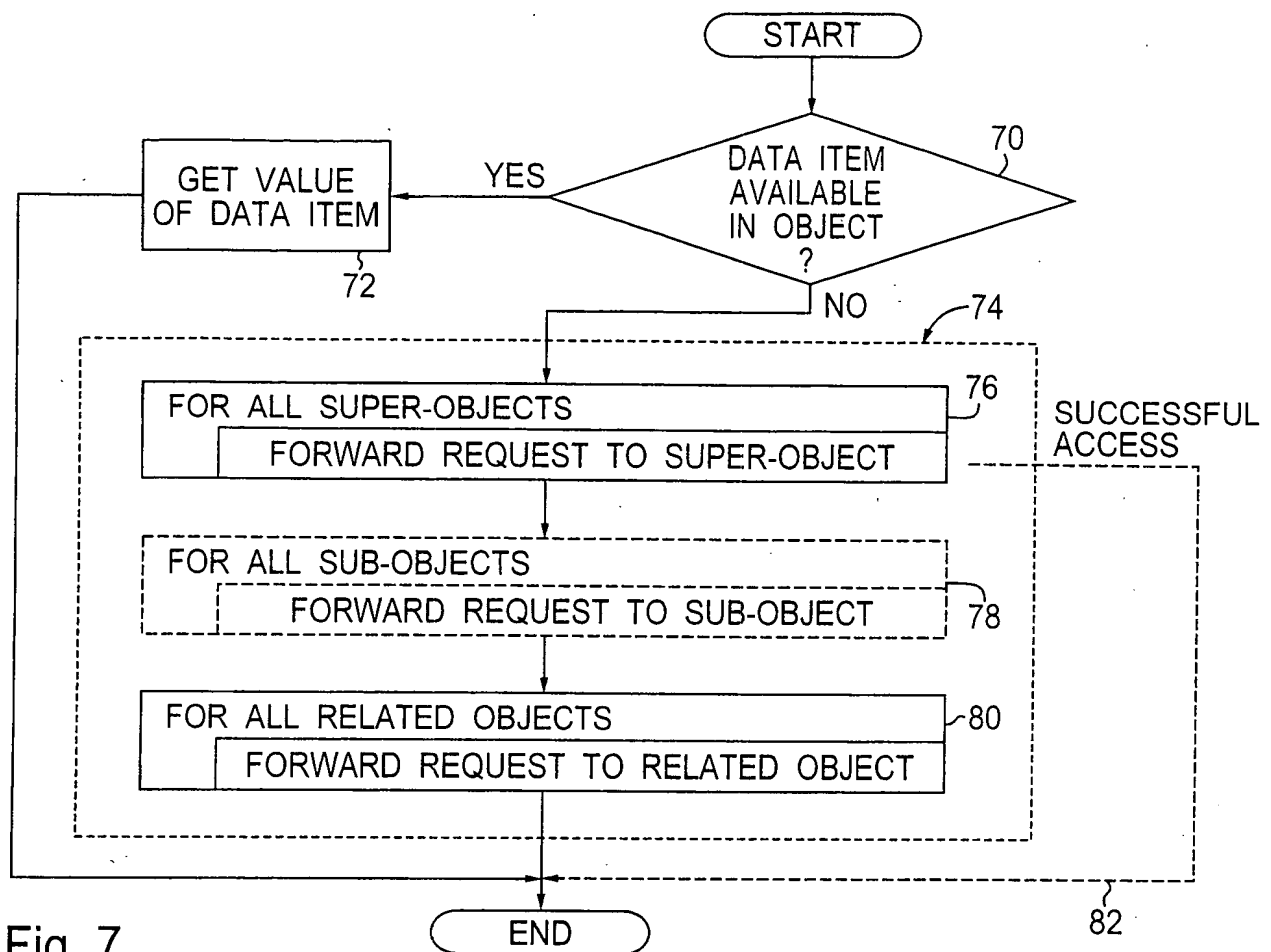 START
DATA ITEM
AVAILABLE
IN OBJECT
?
70
YES
GET VALUE
OF DATA ITEM
72
NO
74
FOR ALL SUPER-OBJECTS
76
FORWARD REQUEST TO SUPER-OBJECT
SUCCESSFUL
ACCESS
FOR ALL SUB-OBJECTS
FORWARD REQUEST TO SUB-OBJECT
78
FOR ALL RELATED OBJECTS
80
FORWARD REQUEST TO RELATED OBJECT
82
END
Fig. 7